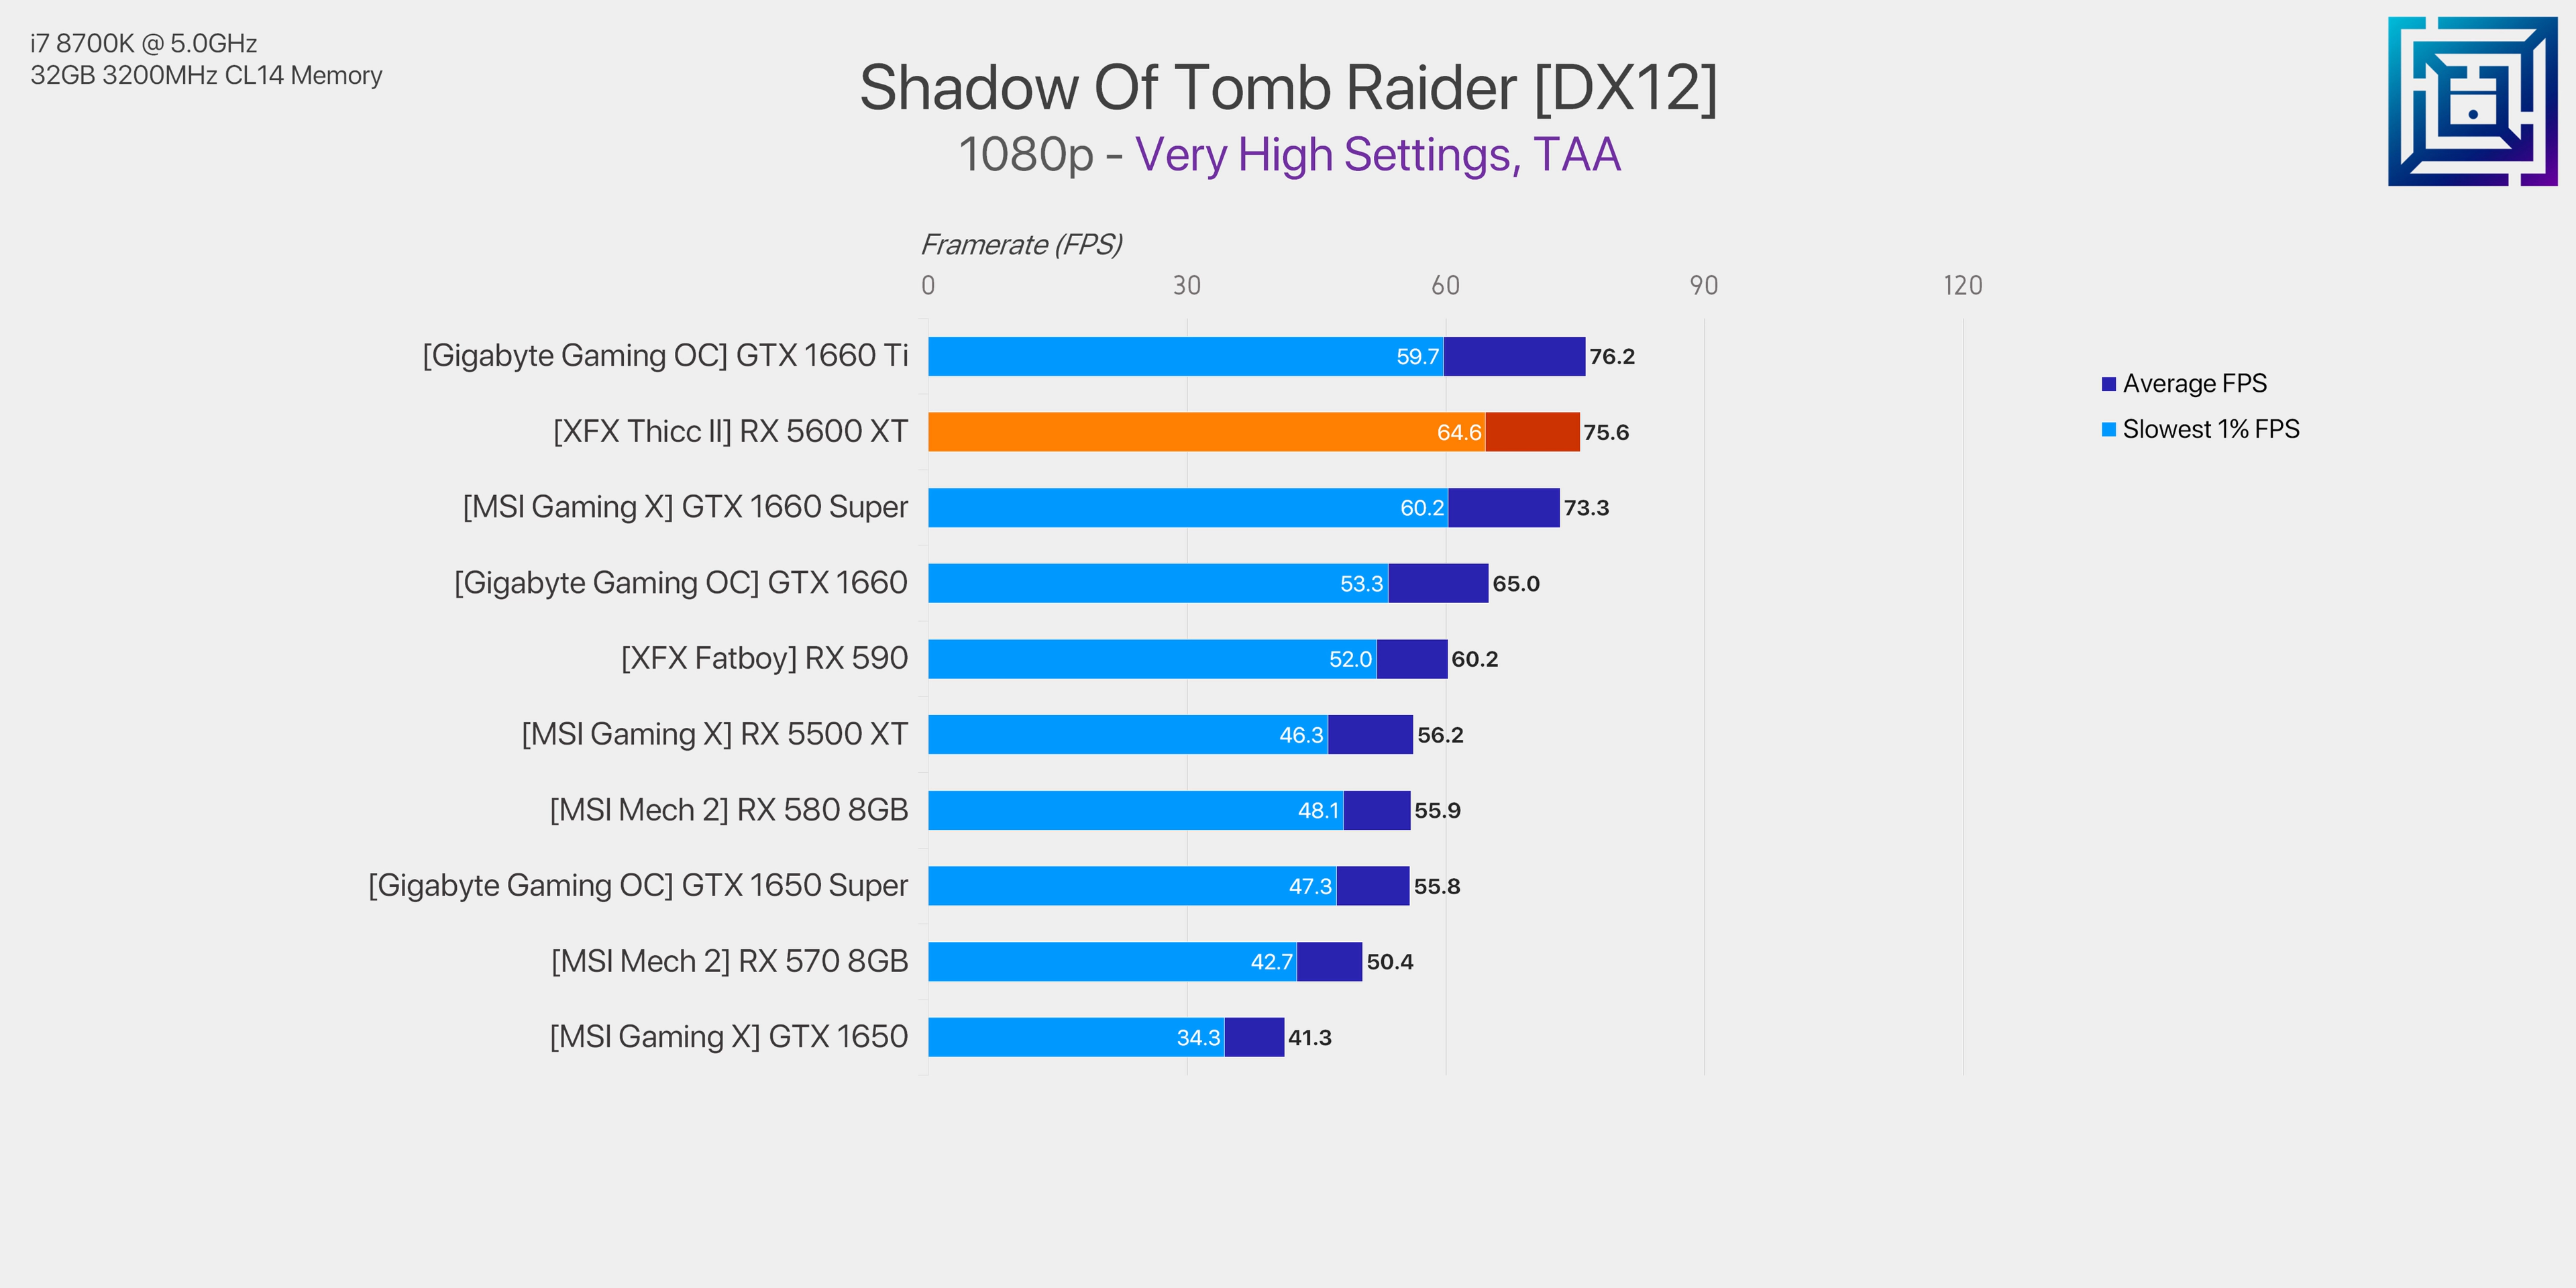 i7 8700K @ 5.0GHz
32GB 3200MHz CL14 Memory
Shadow Of Tomb Raider [DX12]
1080p - Very High Settings, TAA
Framerate (FPS)
0 30 60 90 120
[Gigabyte Gaming OC] GTX 1660 Ti 59.7 76.2
[XFX Thicc II] RX 5600 XT 64.6 75.6
[MSI Gaming X] GTX 1660 Super 60.2 73.3
[Gigabyte Gaming OC] GTX 1660 53.3 65.0
[XFX Fatboy] RX 590 52.0 60.2
[MSI Gaming X] RX 5500 XT 46.3 56.2
[MSI Mech 2] RX 580 8GB 48.1 55.9
[Gigabyte Gaming OC] GTX 1650 Super 47.3 55.8
[MSI Mech 2] RX 570 8GB 42.7 50.4
[MSI Gaming X] GTX 1650 34.3 41.3
Average FPS
Slowest 1% FPS